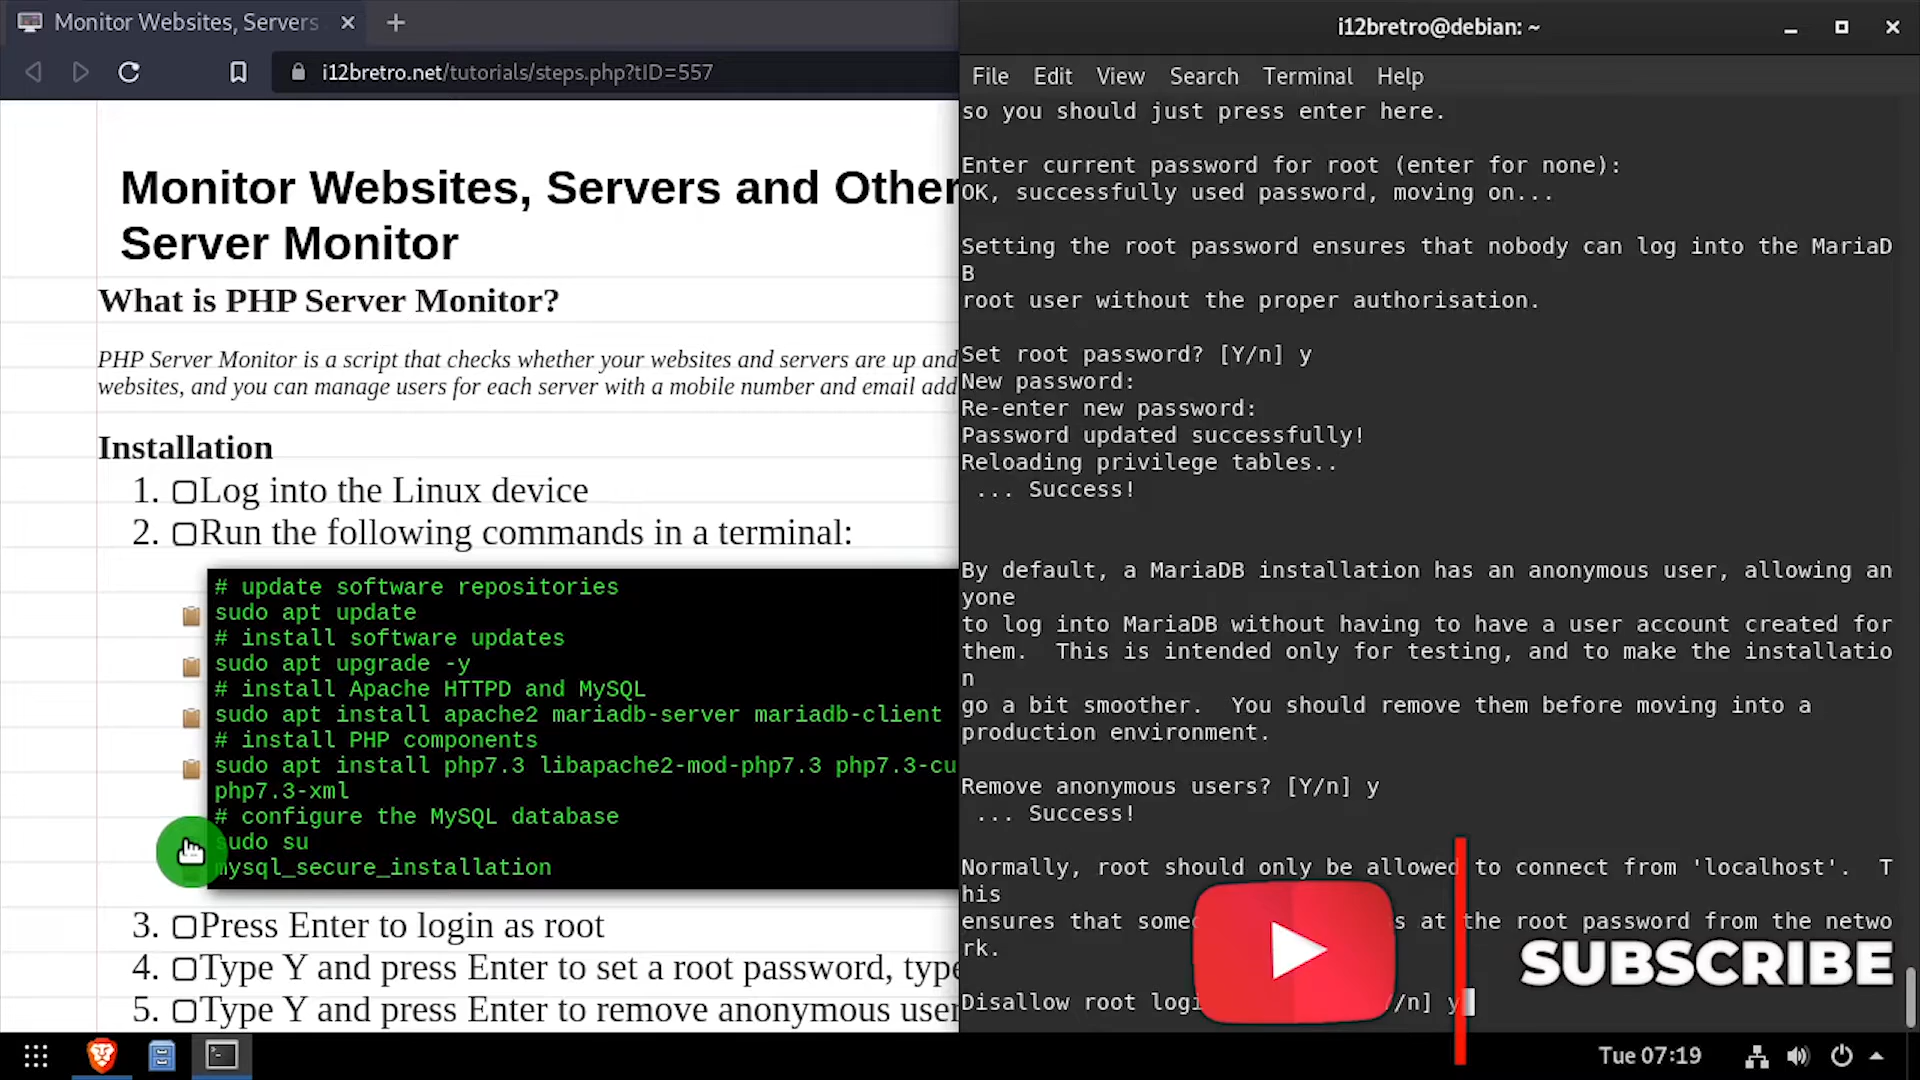 Monitor Websites, Servers
i12bretro.net/tutorials/steps.php?tID=557
Monitor Websites, Servers and Other
Server Monitor
What is PHP Server Monitor?
PHP Server Monitor is a script that checks whether your websites and servers are up and
websites, and you can manage users for each server with a mobile number and email add
Installation
1. Log into the Linux device
2. Run the following commands in a terminal:
# update software repositories
sudo apt update
# install software updates
sudo apt upgrade -y
# install Apache HTTPD and MySQL
sudo apt install apache2 mariadb-server mariadb-client
# install PHP components
sudo apt install php7.3 libapache2-mod-php7.3 php7.3-cu
php7.3-xml
# configure the MySQL database
sudo su
mysql_secure_installation
3. Press Enter to login as root
4. Type Y and press Enter to set a root password, type
5. Type Y and press Enter to remove anonymous user
i12bretro@debian: ~
File Edit View Search Terminal Help
so you should just press enter here.
Enter current password for root (enter for none):
OK, successfully used password, moving on...
Setting the root password ensures that nobody can log into the MariaD
B
root user without the proper authorisation.
Set root password? [Y/n] y
New password:
Re-enter new password:
Password updated successfully!
Reloading privilege tables..
... Success!
By default, a MariaDB installation has an anonymous user, allowing an
yone
to log into MariaDB without having to have a user account created for
them.  This is intended only for testing, and to make the installatio
n
go a bit smoother.  You should remove them before moving into a
production environment.
Remove anonymous users? [Y/n] y
... Success!
Normally, root should only be allowed to connect from 'localhost'.  T
his
ensures that some s at the root password from the netwo
rk.
Disallow root logi /n] y
SUBSCRIBE
Tue 07:19